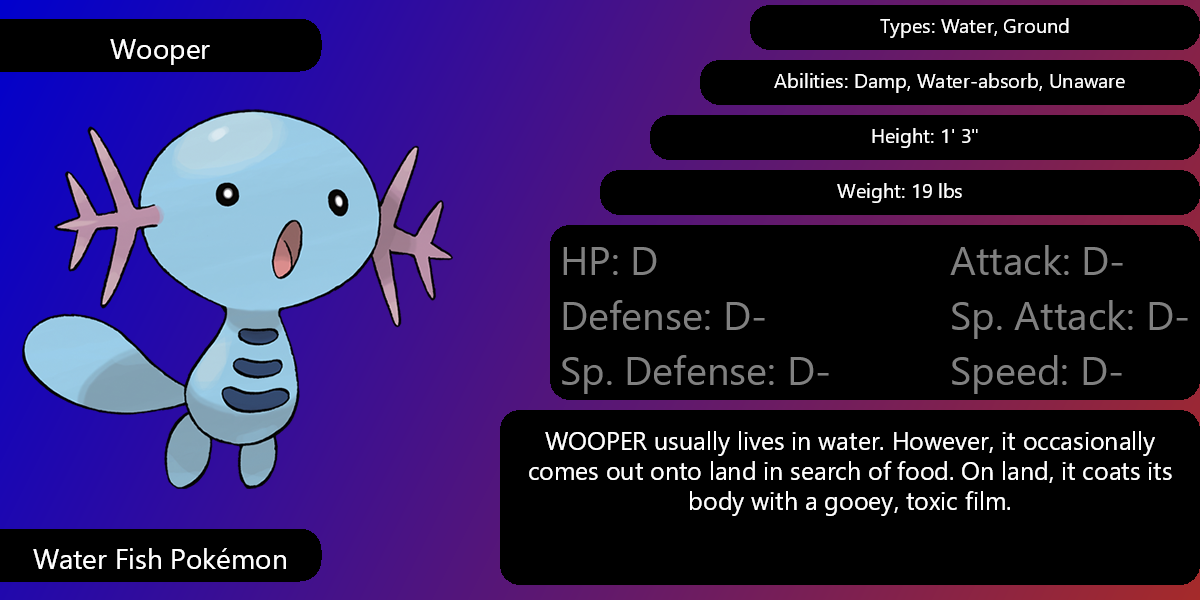 Wooper
Types: Water, Ground
Abilities: Damp, Water-absorb, Unaware
Height: 1' 3"
Weight: 19 lbs
HP: D
Attack: D-
Defense: D-
Sp. Attack: D-
Sp. Defense: D-
Speed: D-
WOOPER usually lives in water. However, it occasionally
comes out onto land in search of food. On land, it coats its
body with a gooey, toxic film.
Water Fish Pokémon